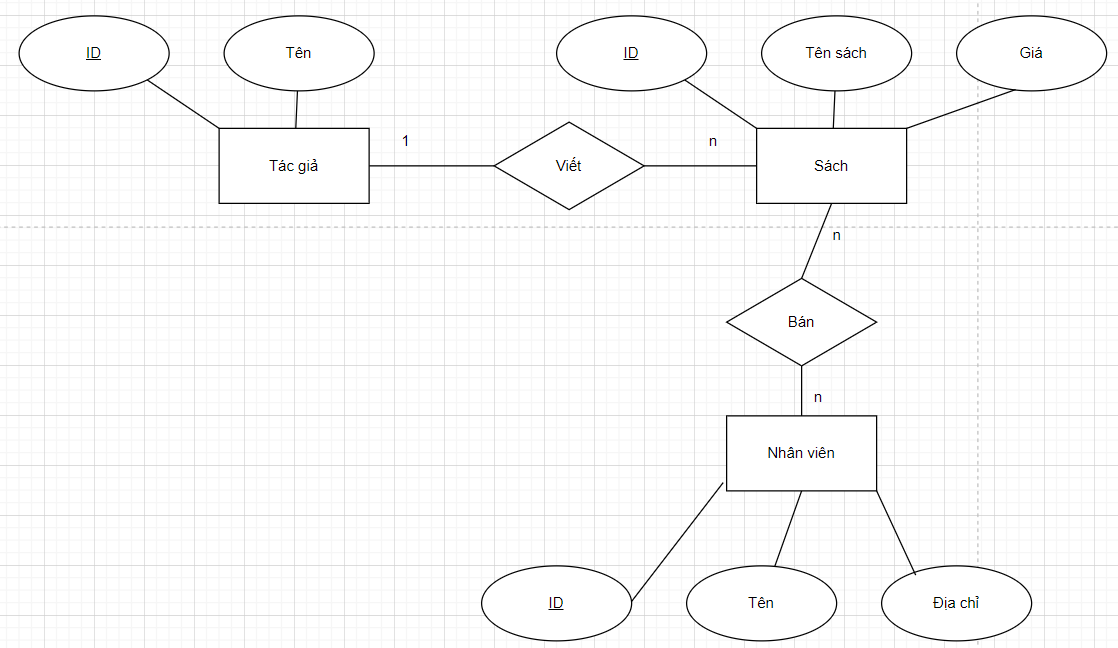 ID
Tên
ID
Tên sách
Giá
1
n
Tác giả
Viết
Sách
n
Bán
n
Nhân viên
ID
Tên
Địa chỉ